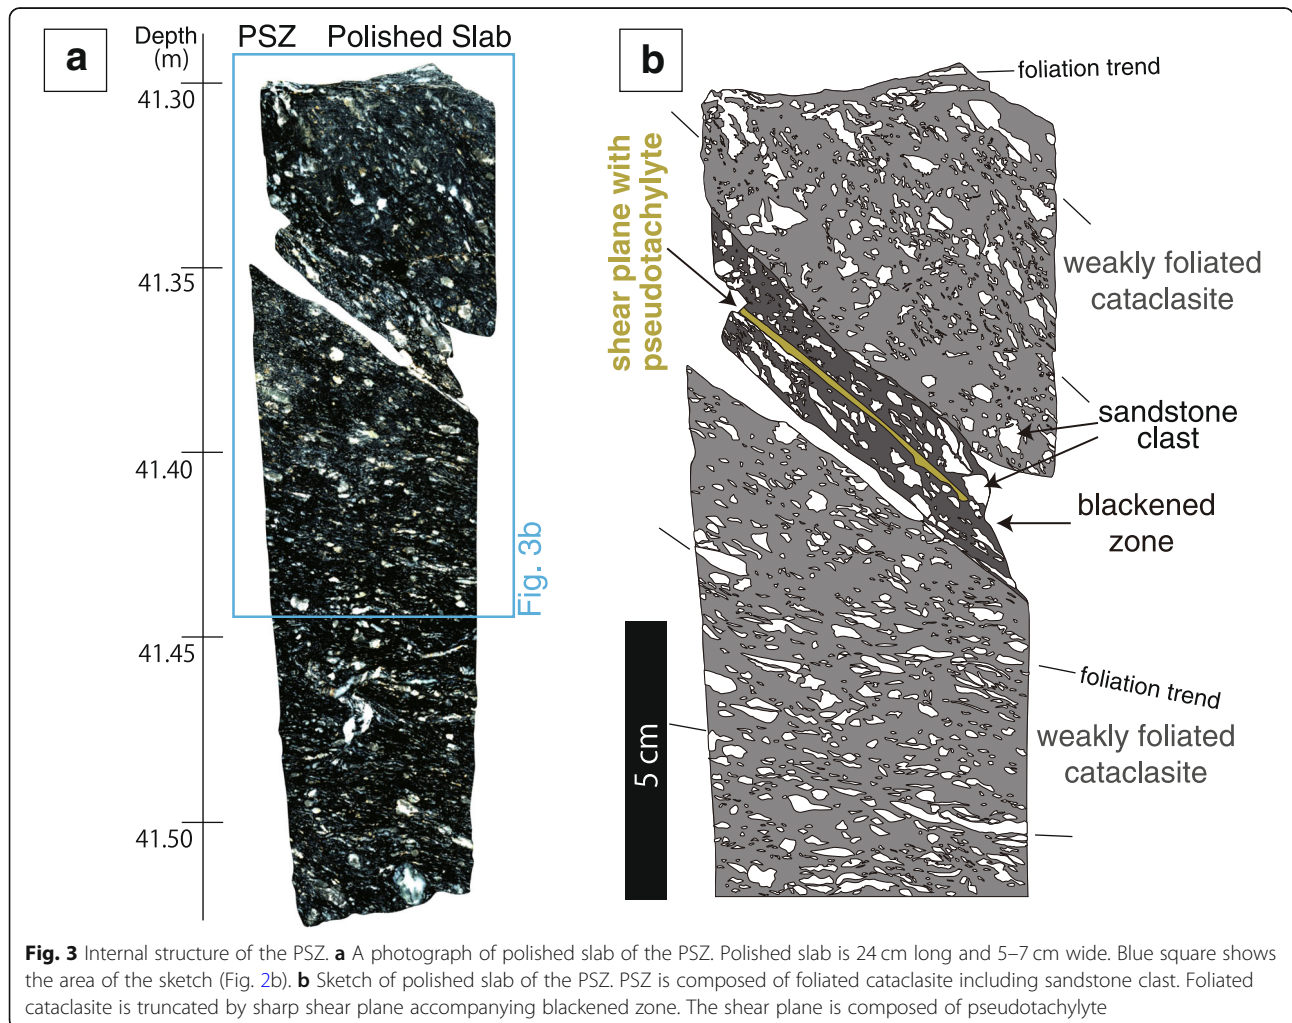 a
Depth
(m)
PSZ Polished Slab
41.30
41.35
41.40
41.45
41.50
Fig. 3b
b
foliation trend
shear plane with
pseudotachylyte
weakly foliated
cataclasite
sandstone
clast
blackened
zone
foliation trend
weakly foliated
cataclasite
5 cm
Fig. 3 Internal structure of the PSZ. a A photograph of polished slab of the PSZ. Polished slab is 24 cm long and 5–7 cm wide. Blue square shows
the area of the sketch (Fig. 2b). b Sketch of polished slab of the PSZ. PSZ is composed of foliated cataclasite including sandstone clast. Foliated
cataclasite is truncated by sharp shear plane accompanying blackened zone. The shear plane is composed of pseudotachylyte